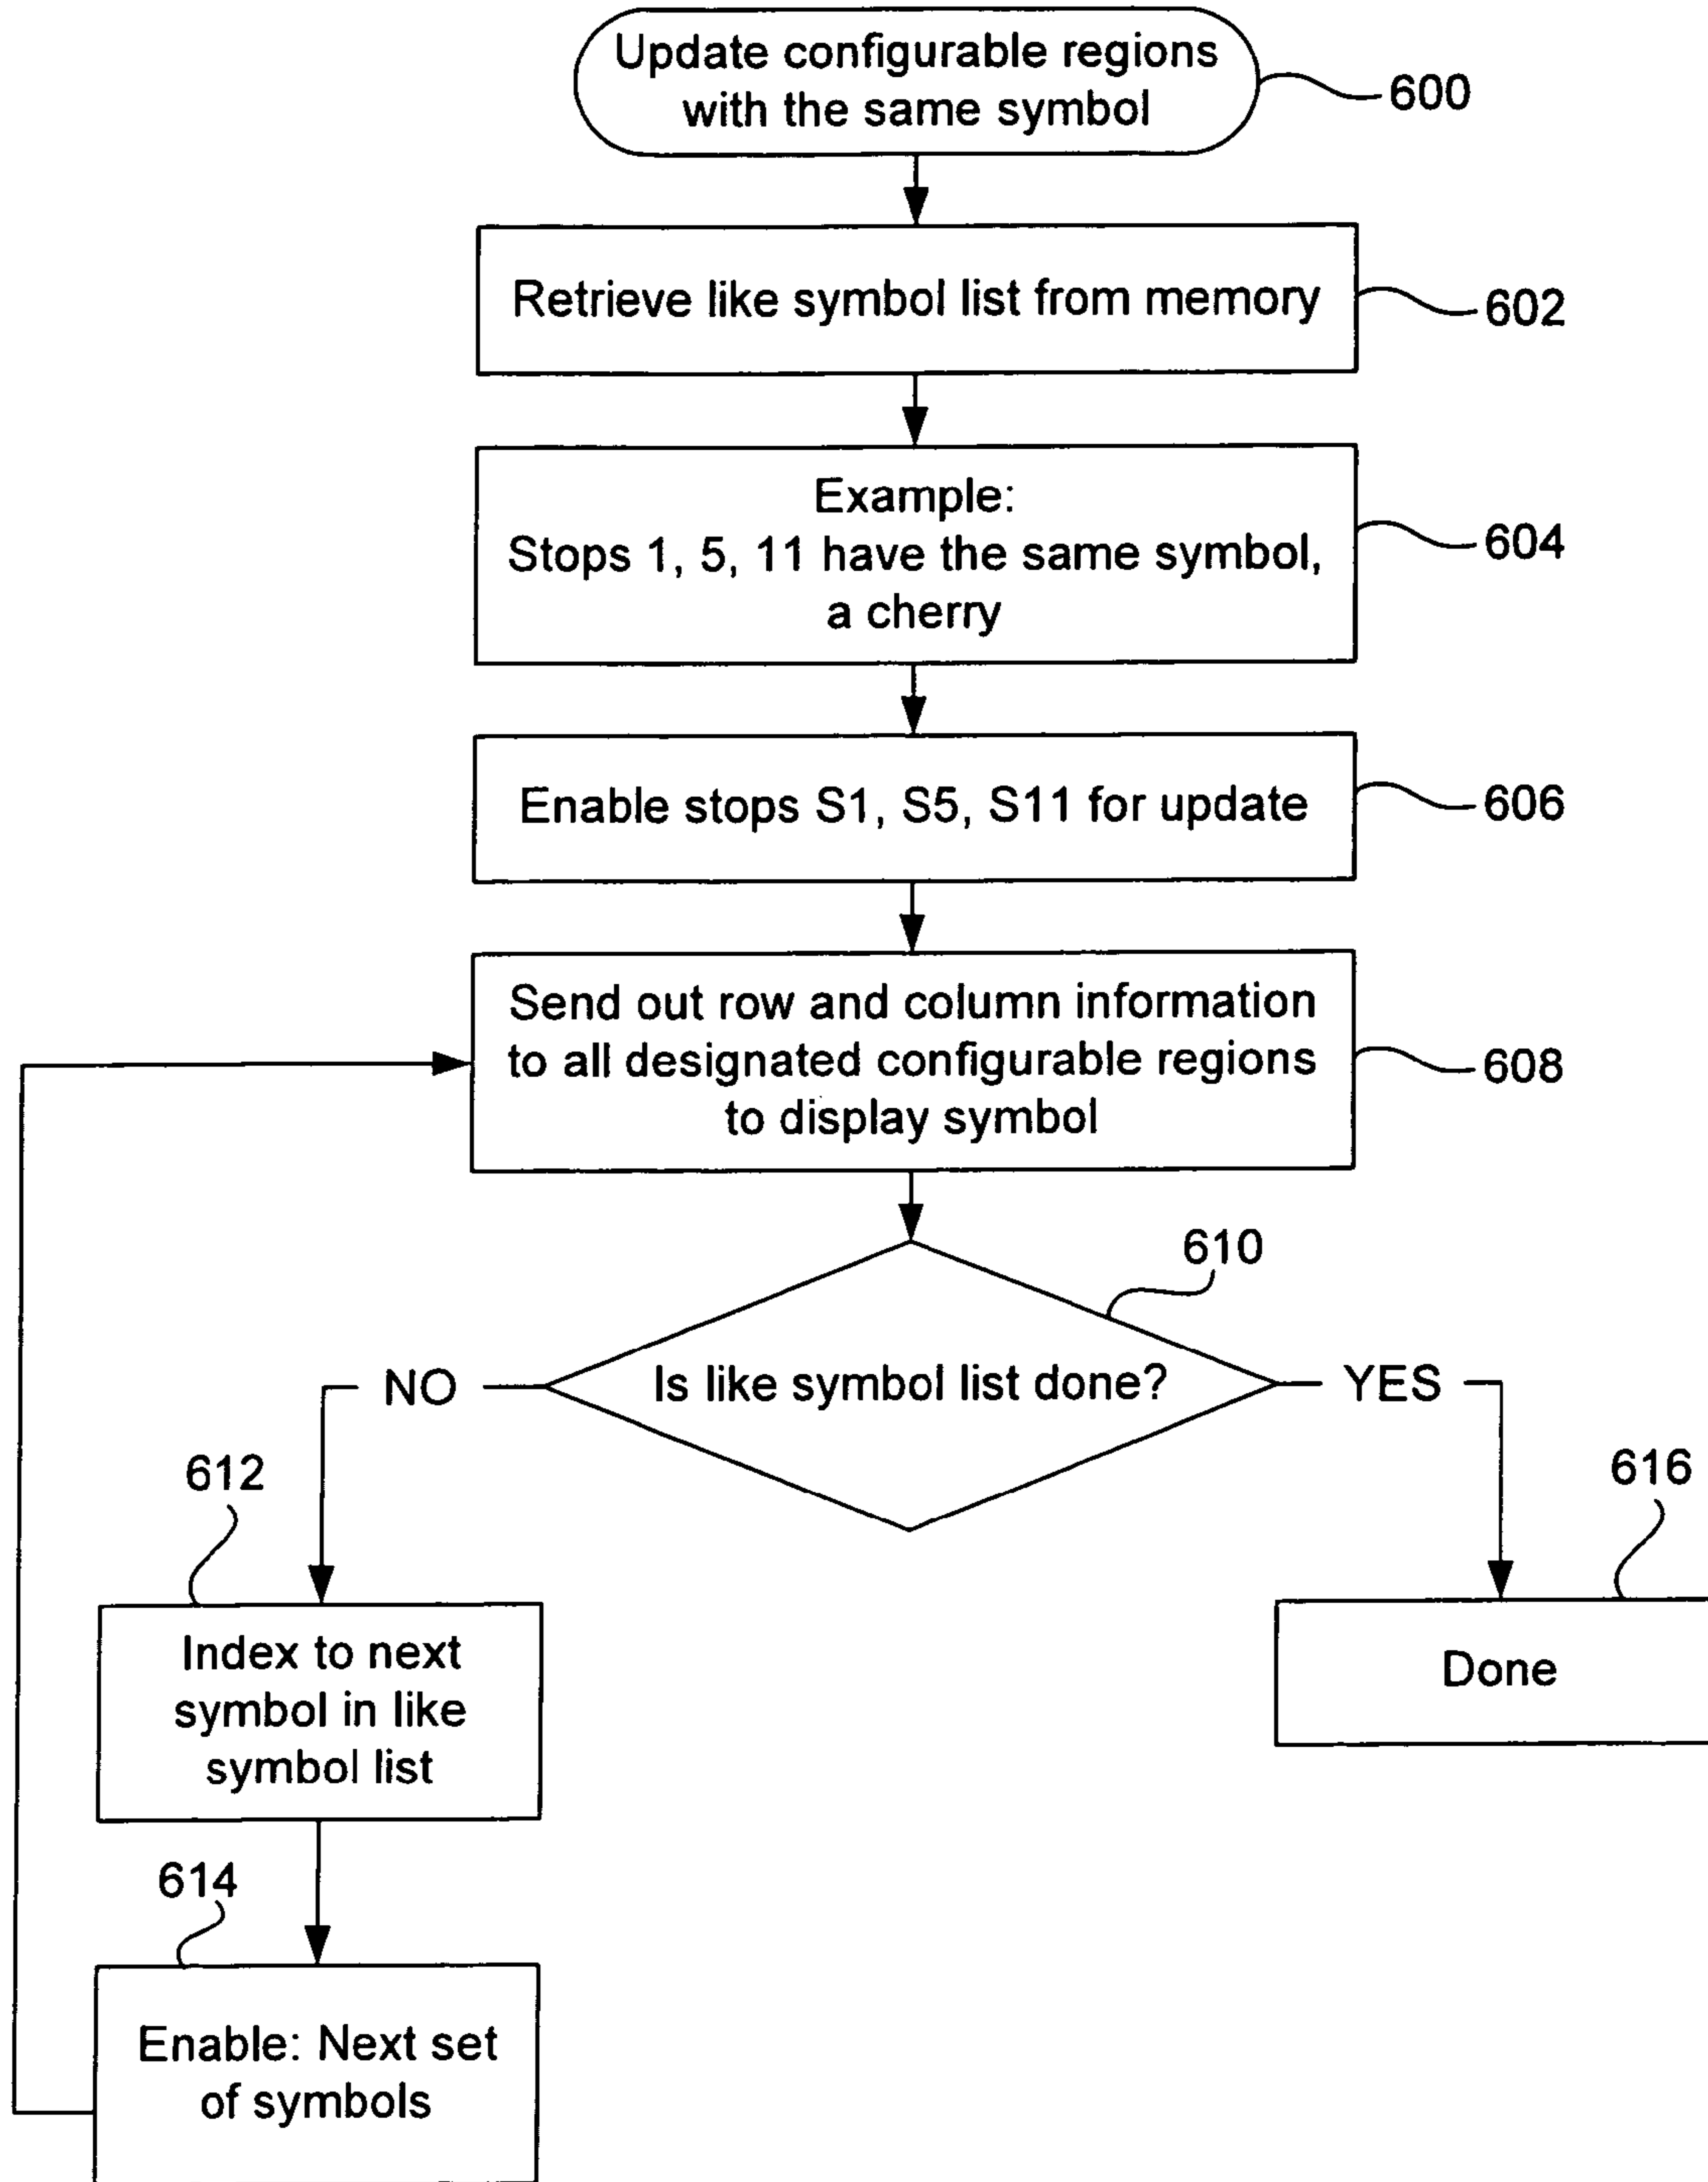 Update configurable regions
with the same symbol
600
Retrieve like symbol list from memory
602
Example:
Stops 1, 5, 11 have the same symbol,
a cherry
604
Enable stops S1, S5, S11 for update
606
Send out row and column information
to all designated configurable regions
to display symbol
608
610
Is like symbol list done?
NO
YES
612
Index to next
symbol in like
symbol list
616
Done
614
Enable: Next set
of symbols